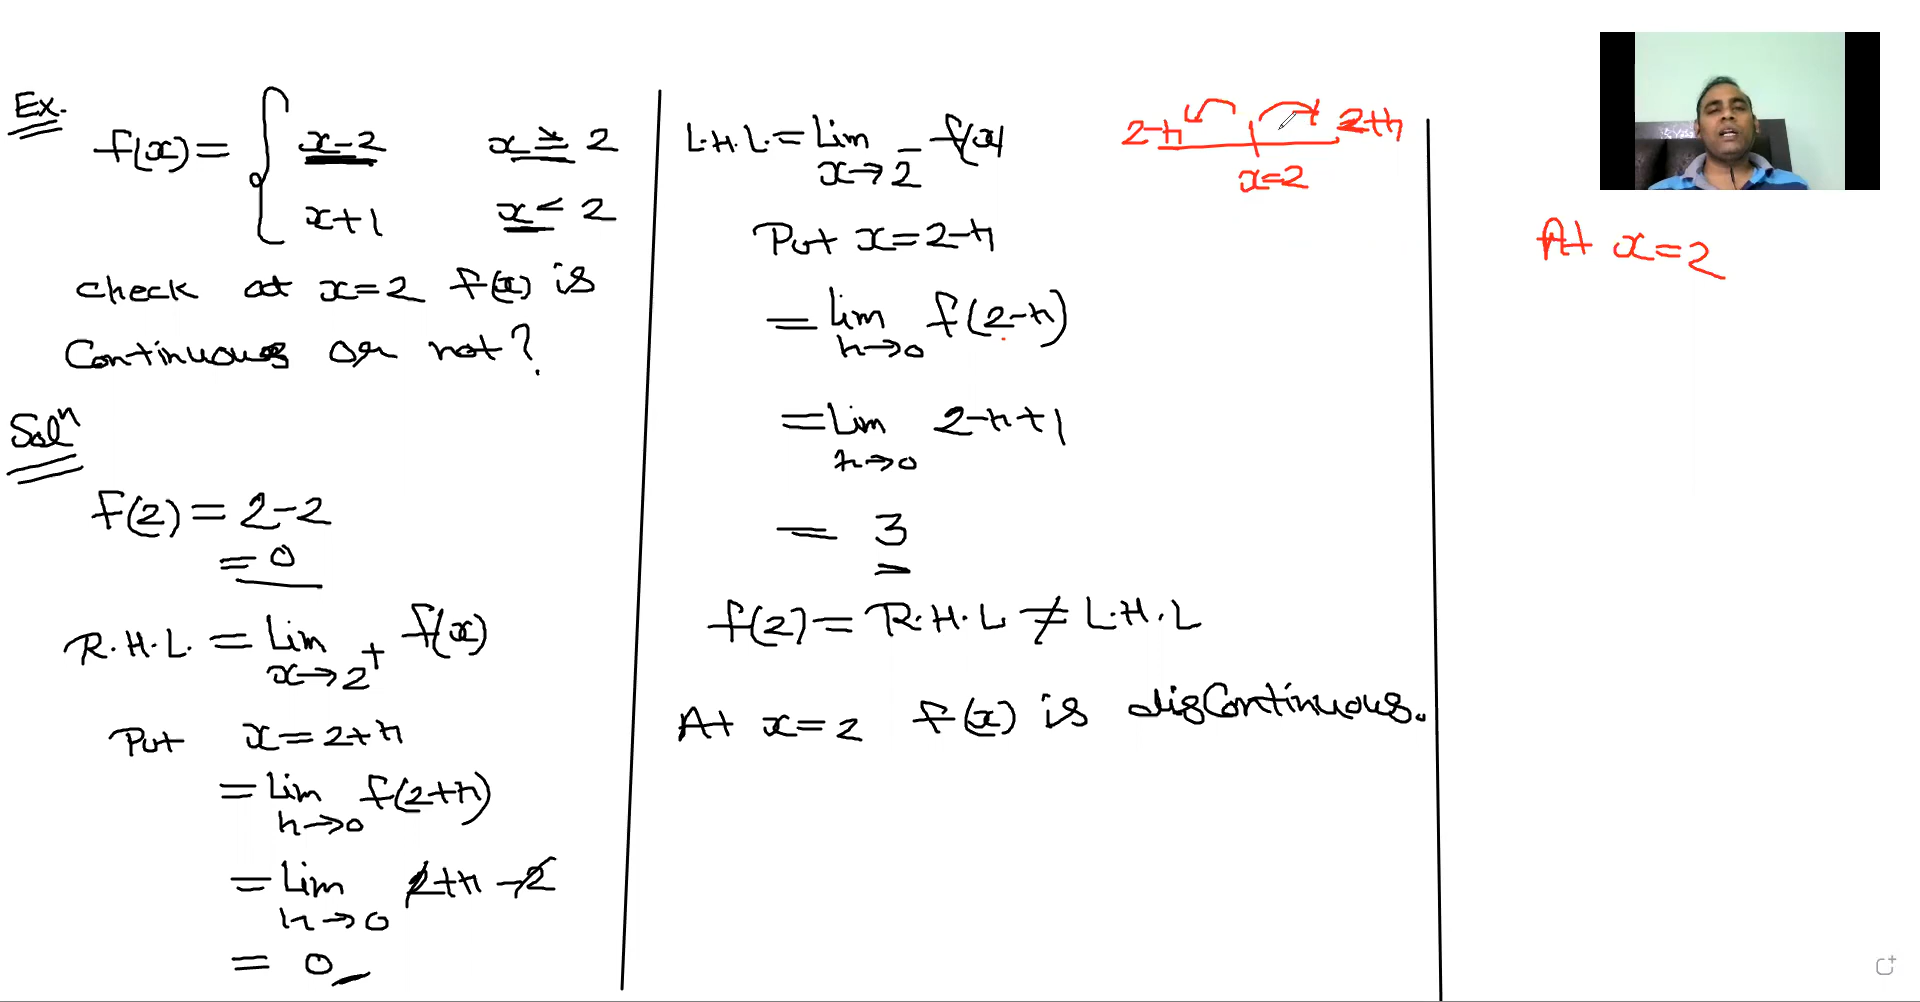 Ex.
f(x) = { x-2 x ≥ 2
x+1 x < 2
check at x=2 f(x) is
Continuous or not?
Solⁿ
f(2) = 2-2
= 0
R.H.L. = Lim x→2⁺ f(x)
Put x=2+h
= Lim h→0 f(2+h)
= Lim h→0 2+h-2
= 0
L.H.L. = Lim x→2⁻ f(x)
Put x=2-h
= Lim h→0 f(2-h)
= Lim h→0 2-h+1
= 3
f(2) = R.H.L ≠ L.H.L
At x=2 f(x) is disContinuous.
2-h 2+h
x=2
At x=2